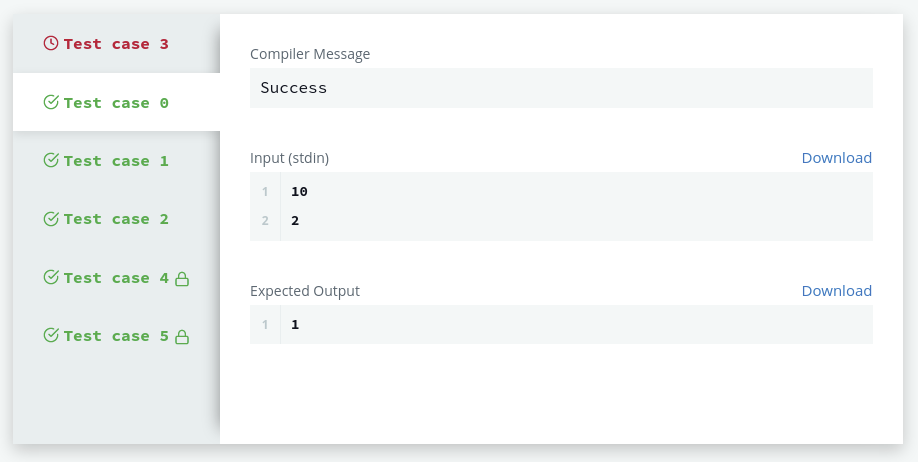 Test case 3
Test case 0
Test case 1
Test case 2
Test case 4
Test case 5
Compiler Message
Success
Input (stdin)
Download
1 10
2 2
Expected Output
Download
1 1